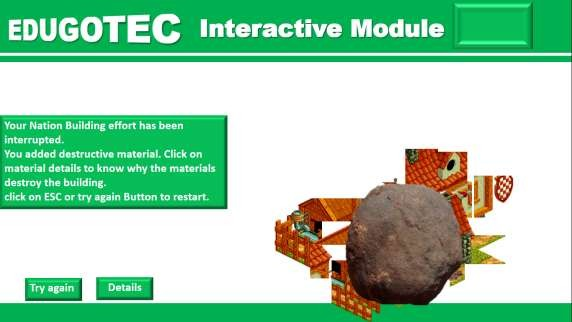 EDUGOTEC Interactive Module
Your Nation Building effort has been
interrupted.
You added destructive material. Click on
material details to know why the materials
destroy the building.
click on ESC or try again Button to restart.
Try again
Details